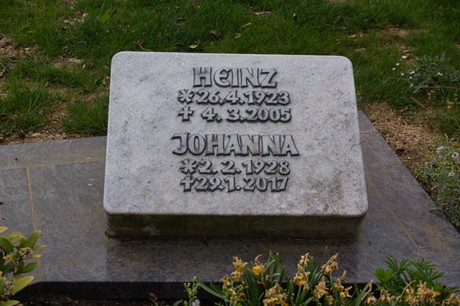 HEINZ
* 26.4.1923
✝ 4.3.2005
JOHANNA
* 2.2.1928
✝ 29.1.2017